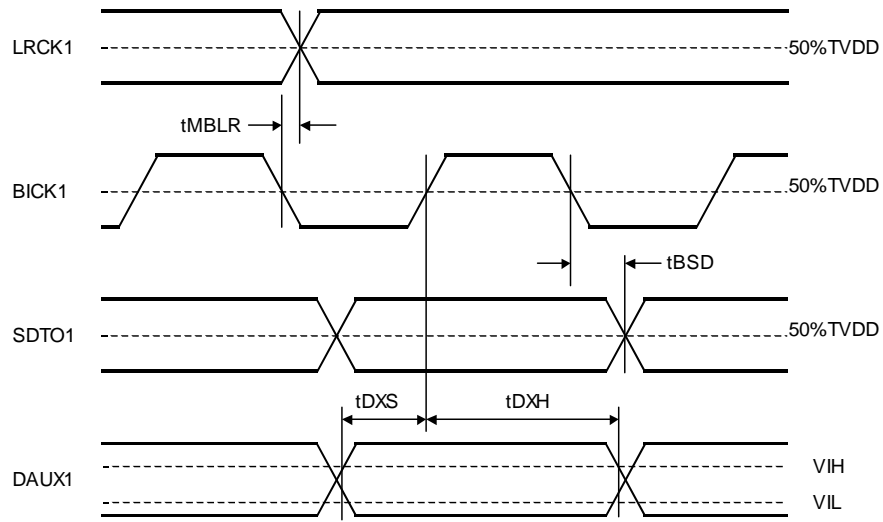 LRCK1
50%TVDD
tMBLR
BICK1
50%TVDD
tBSD
SDTO1
50%TVDD
tDXS
tDXH
DAUX1
VIH
VIL